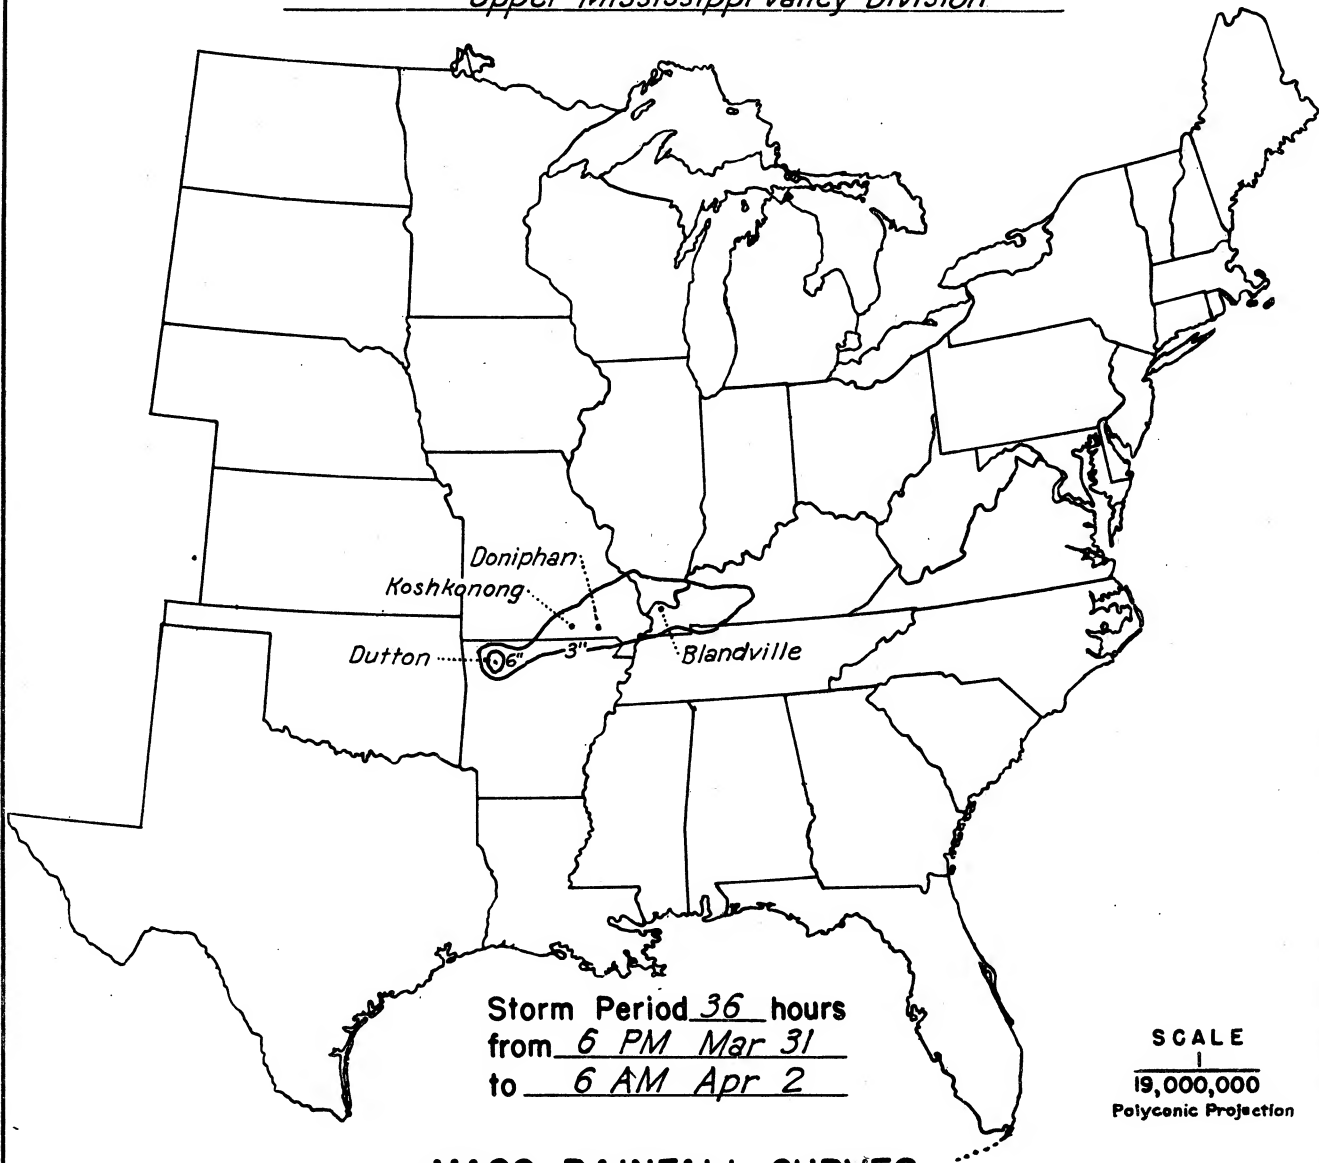 Upper Mississippi Valley Division
Doniphan
Koshkonong
Dutton
6"
3"
Blandville
Storm Period 36 hours
from 6 PM Mar 31
to 6 AM Apr 2
SCALE
1
19,000,000
Polyconic Projection
MASS RAINFALL CURVES